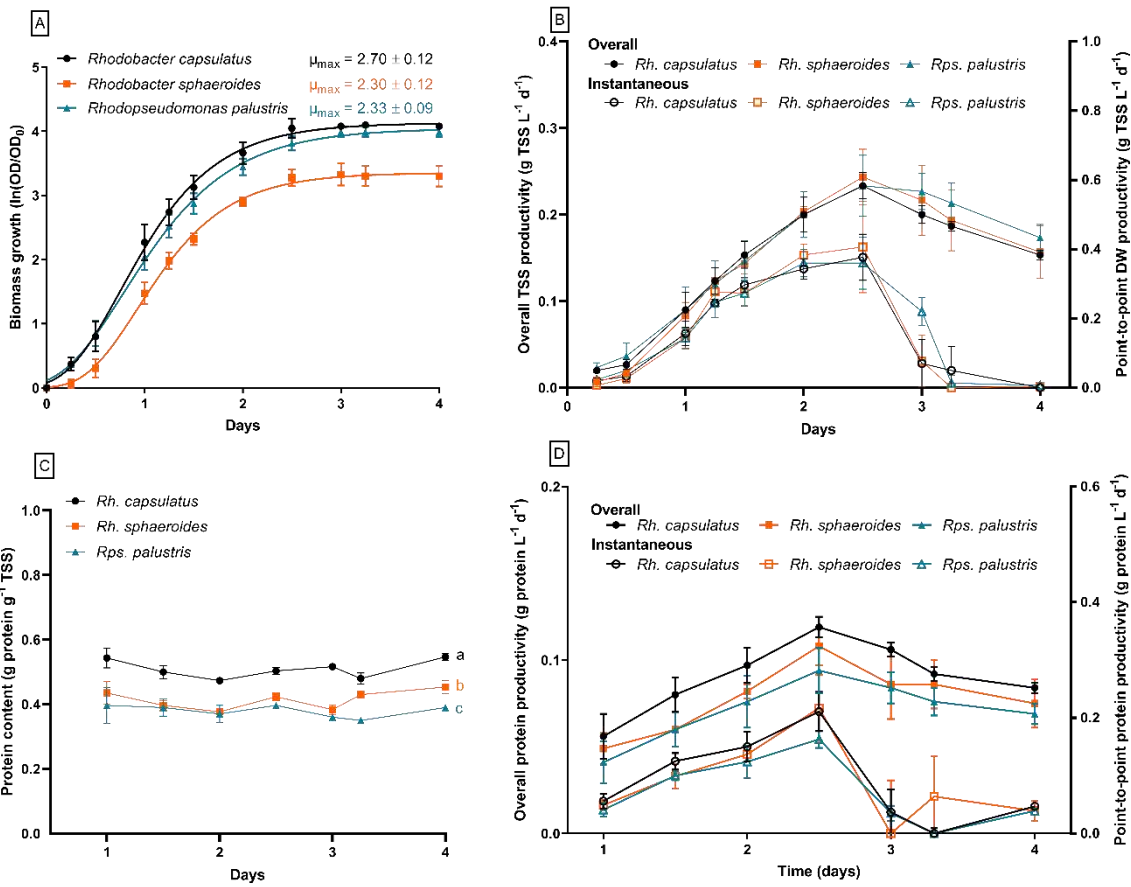 A
Rhodobacter capsulatus μmax = 2.70 ± 0.12
Rhodobacter sphaeroides μmax = 2.30 ± 0.12
Rhodopseudomonas palustris μmax = 2.33 ± 0.09
Biomass growth (ln(OD/OD0)
5
4
3
2
1
0
0 1 2 3 4
Days
B
Overall
Rh. capsulatus Rh. sphaeroides Rps. palustris
Instantaneous
Rh. capsulatus Rh. sphaeroides Rps. palustris
Overall TSS productivity (g TSS L-1 d-1)
0.4
0.3
0.2
0.1
0.0
0 1 2 3 4
Days
1.0
0.8
0.6
0.4
0.2
0.0
Point-to-point DW productivity (g TSS L-1 d-1)
C
Rh. capsulatus
Rh. sphaeroides
Rps. palustris
Protein content (g protein g-1 TSS)
1.0
0.8
0.6
0.4
0.2
0.0
a
b
c
1 2 3 4
Days
D
Overall
Rh. capsulatus Rh. sphaeroides Rps. palustris
Instantaneous
Rh. capsulatus Rh. sphaeroides Rps. palustris
Overall protein productivity (g protein L-1 d-1)
0.2
0.1
0.0
1 2 3 4
Time (days)
0.6
0.4
0.2
0.0
Point-to-point protein productivity (g protein L-1 d-1)